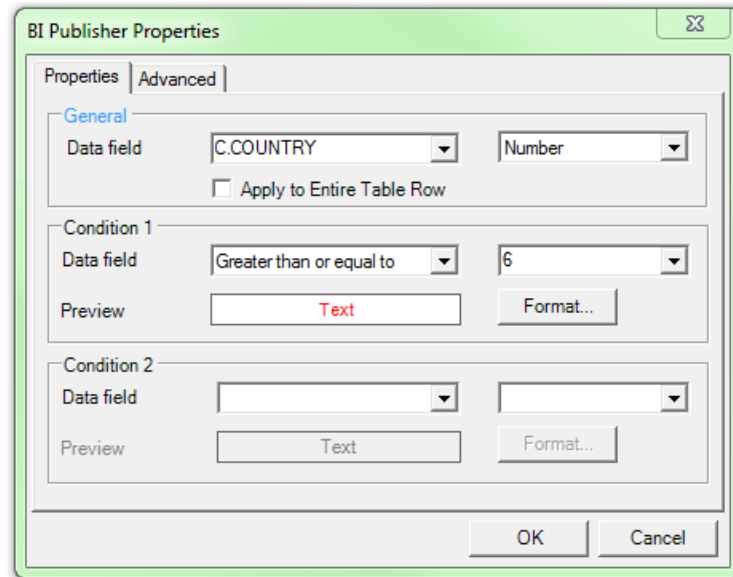 BI Publisher Properties
Properties Advanced
General
Data field C.COUNTRY Number
Apply to Entire Table Row
Condition 1
Data field Greater than or equal to 6
Preview Text Format...
Condition 2
Data field
Preview Text Format...
OK Cancel